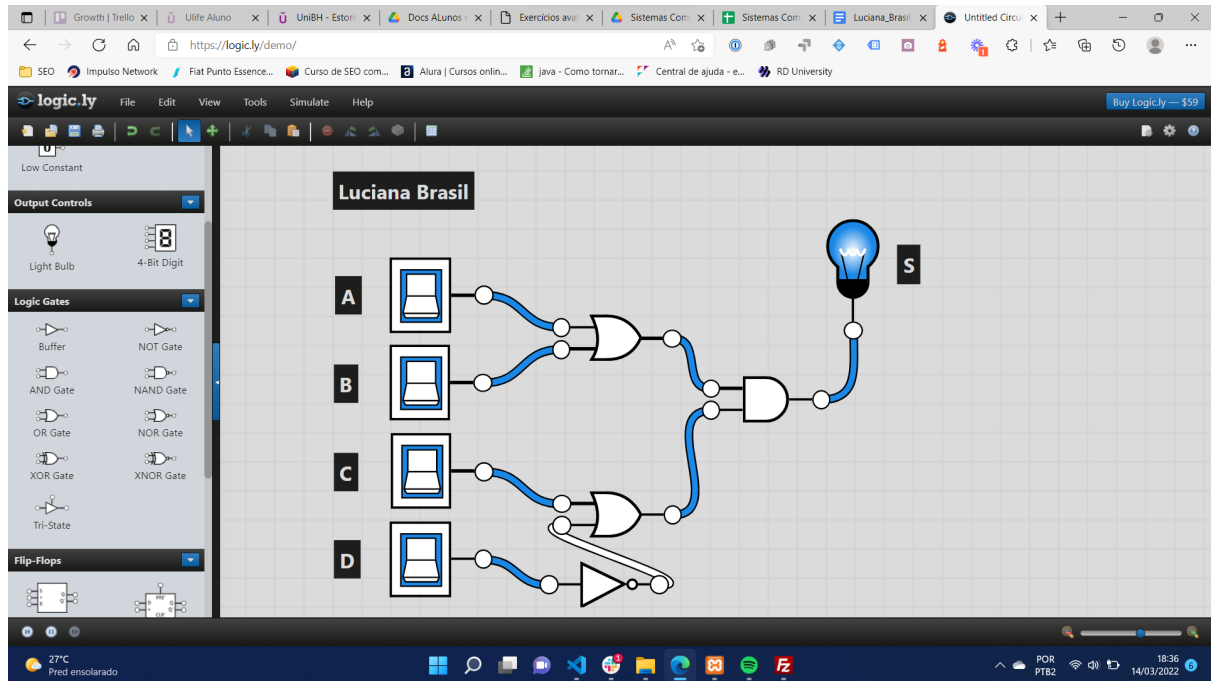 Growth | Trello
Ulife Aluno
UniBH - Estori
Docs ALunos
Exercícios aval
Sistemas Com
Sistemas Com
Luciana_Brasil
Untitled Circui
https://logic.ly/demo/
SEO
Impulso Network
Fiat Punto Essence...
Curso de SEO com...
Alura | Cursos onlin...
java - Como tornar...
Central de ajuda - e...
RD University
logic.ly
File
Edit
View
Tools
Simulate
Help
Buy Logic.ly — $59
Low Constant
Output Controls
Light Bulb
4-Bit Digit
Logic Gates
Buffer
NOT Gate
AND Gate
NAND Gate
OR Gate
NOR Gate
XOR Gate
XNOR Gate
Tri-State
Flip-Flops
Luciana Brasil
A
B
C
D
S
27°C
Pred ensolarado
POR
PTB2
18:36
14/03/2022
6